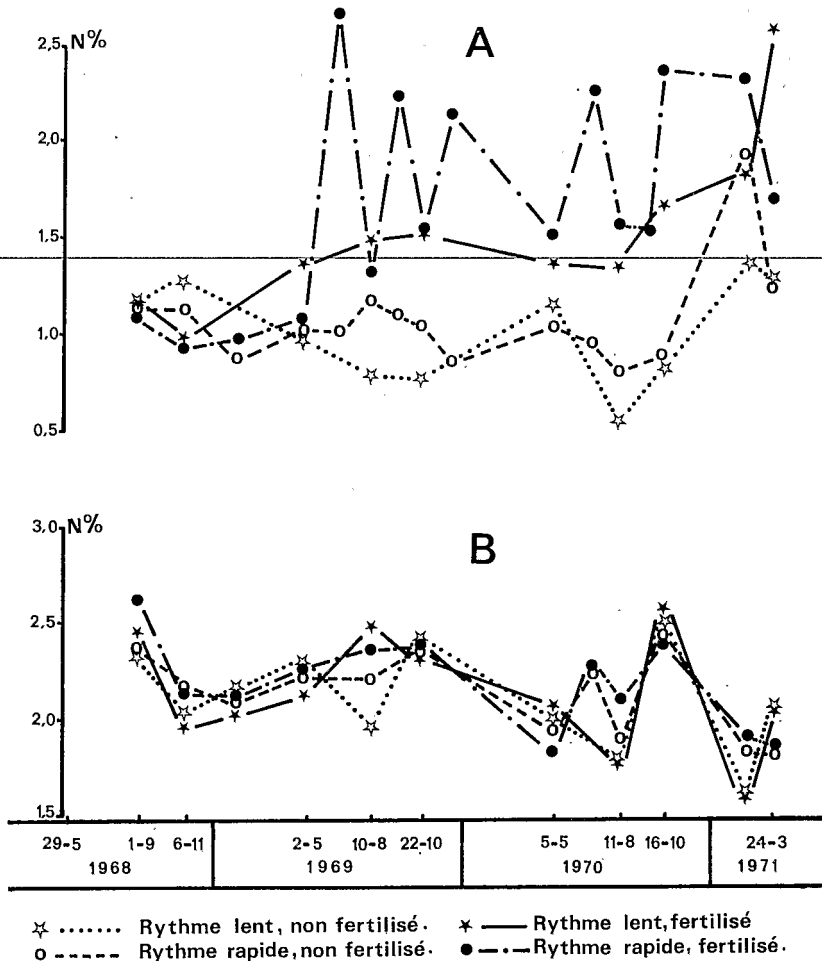 2,5 N%
A
2,0
1,5
1,0
0,5
3,0 N%
B
2,5
2,0
1,5
29-5 1-9 6-11 2-5 10-8 22-10 5-5 11-8 16-10 24-3
1968 1969 1970 1971
Rythme lent, non fertilisé. Rythme lent, fertilisé
Rythme rapide, non fertilisé. Rythme rapide, fertilisé.